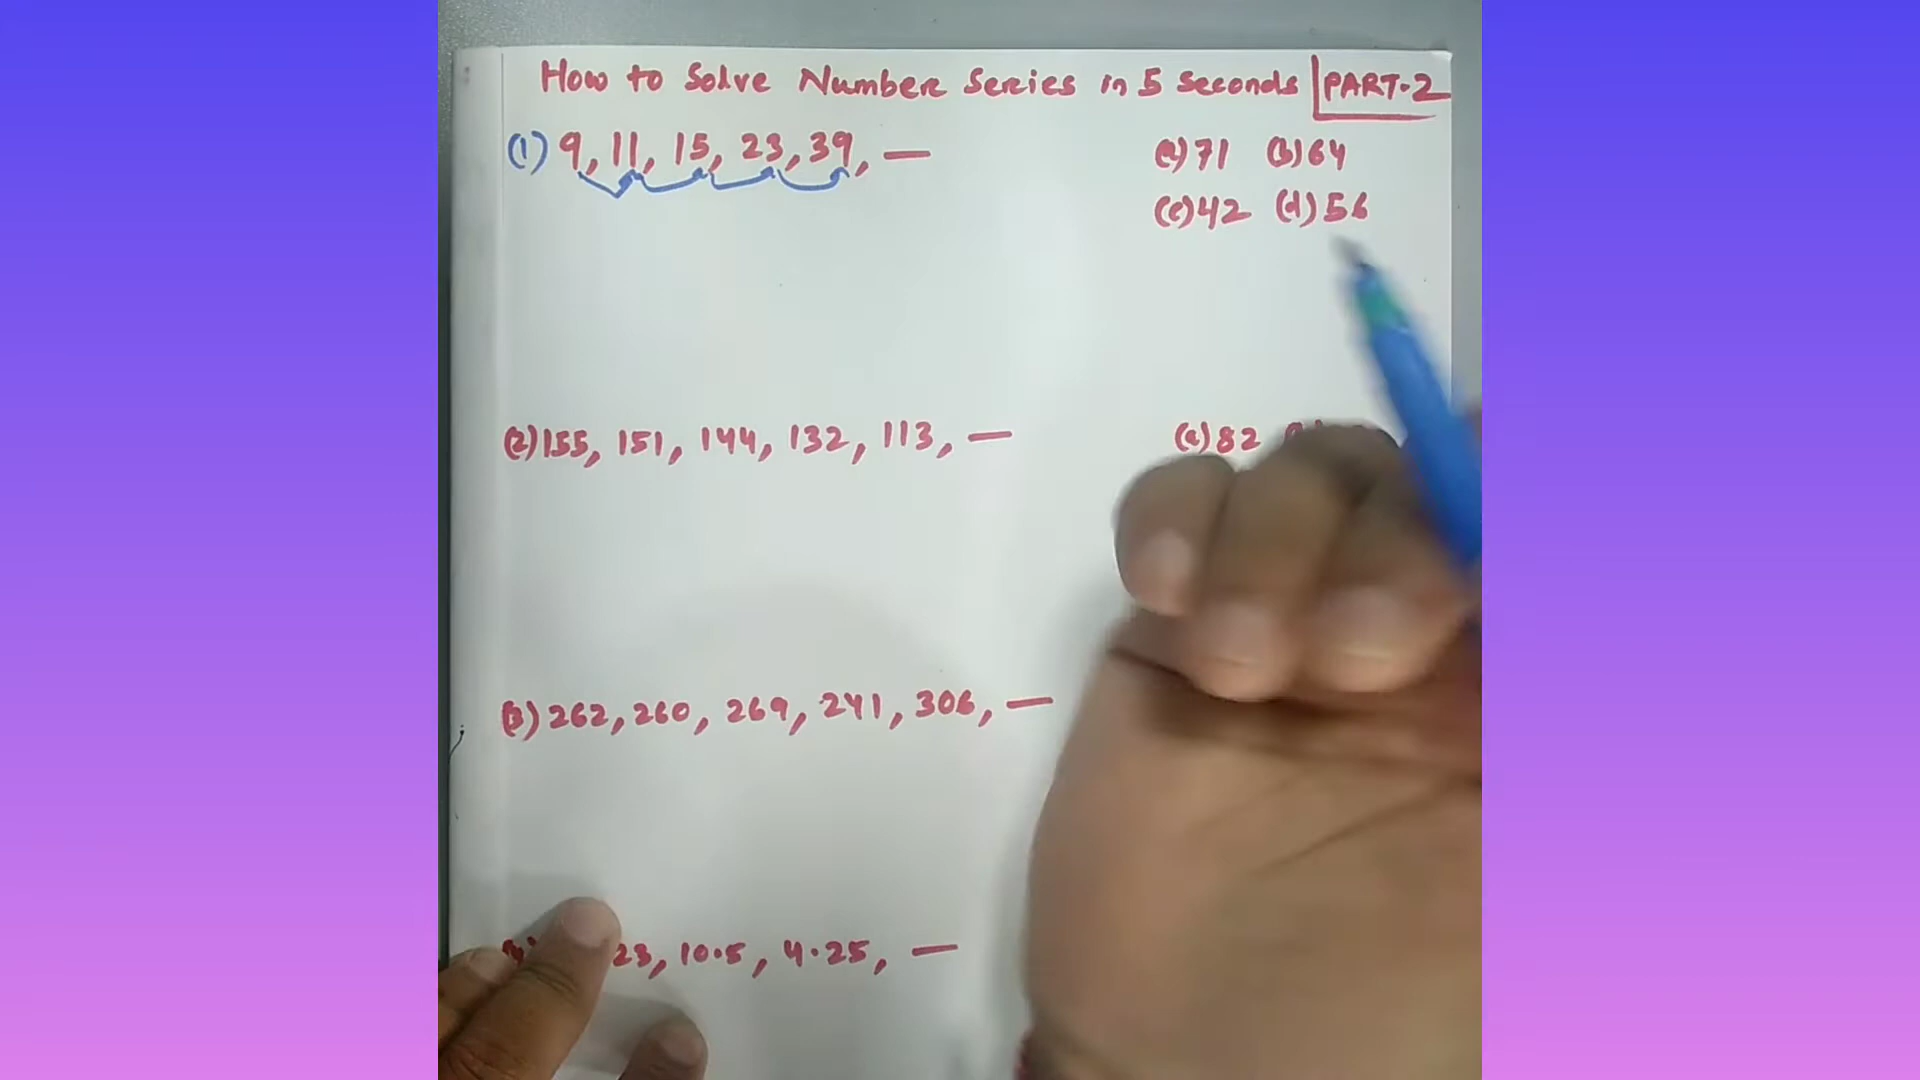 How to Solve Number Series in 5 Seconds PART-2
(1) 9, 11, 15, 23, 39, — (a) 71 (b) 64
(c) 42 (d) 56
(2) 155, 151, 144, 132, 113, — (a) 82
(3) 262, 260, 269, 241, 306, —
23, 10.5, 4.25, —